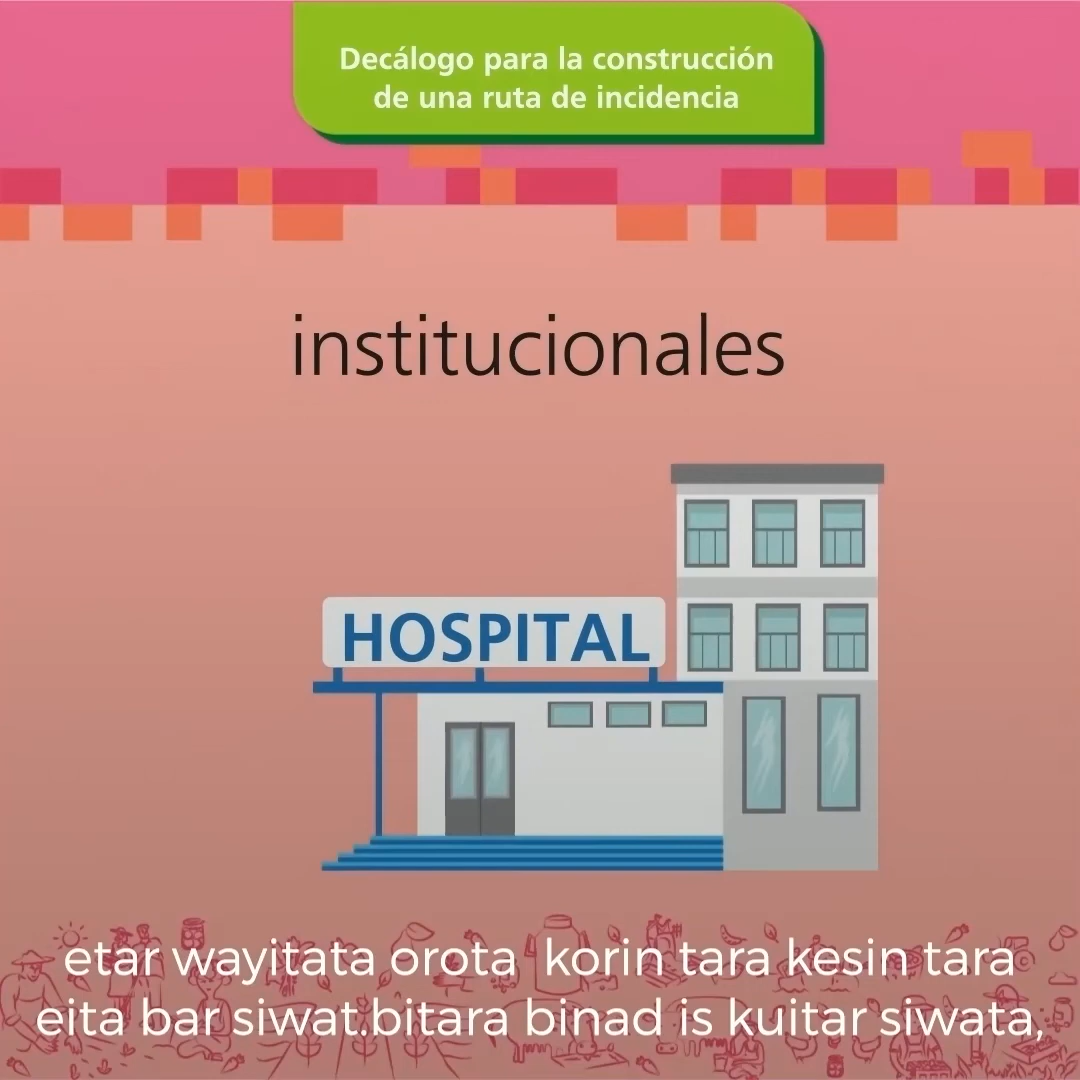 Decálogo para la construcción
de una ruta de incidencia
institucionales
HOSPITAL
etar wayitata orota korin tara kesin tara
eita bar siwat.bitara binad is kuitar siwata,